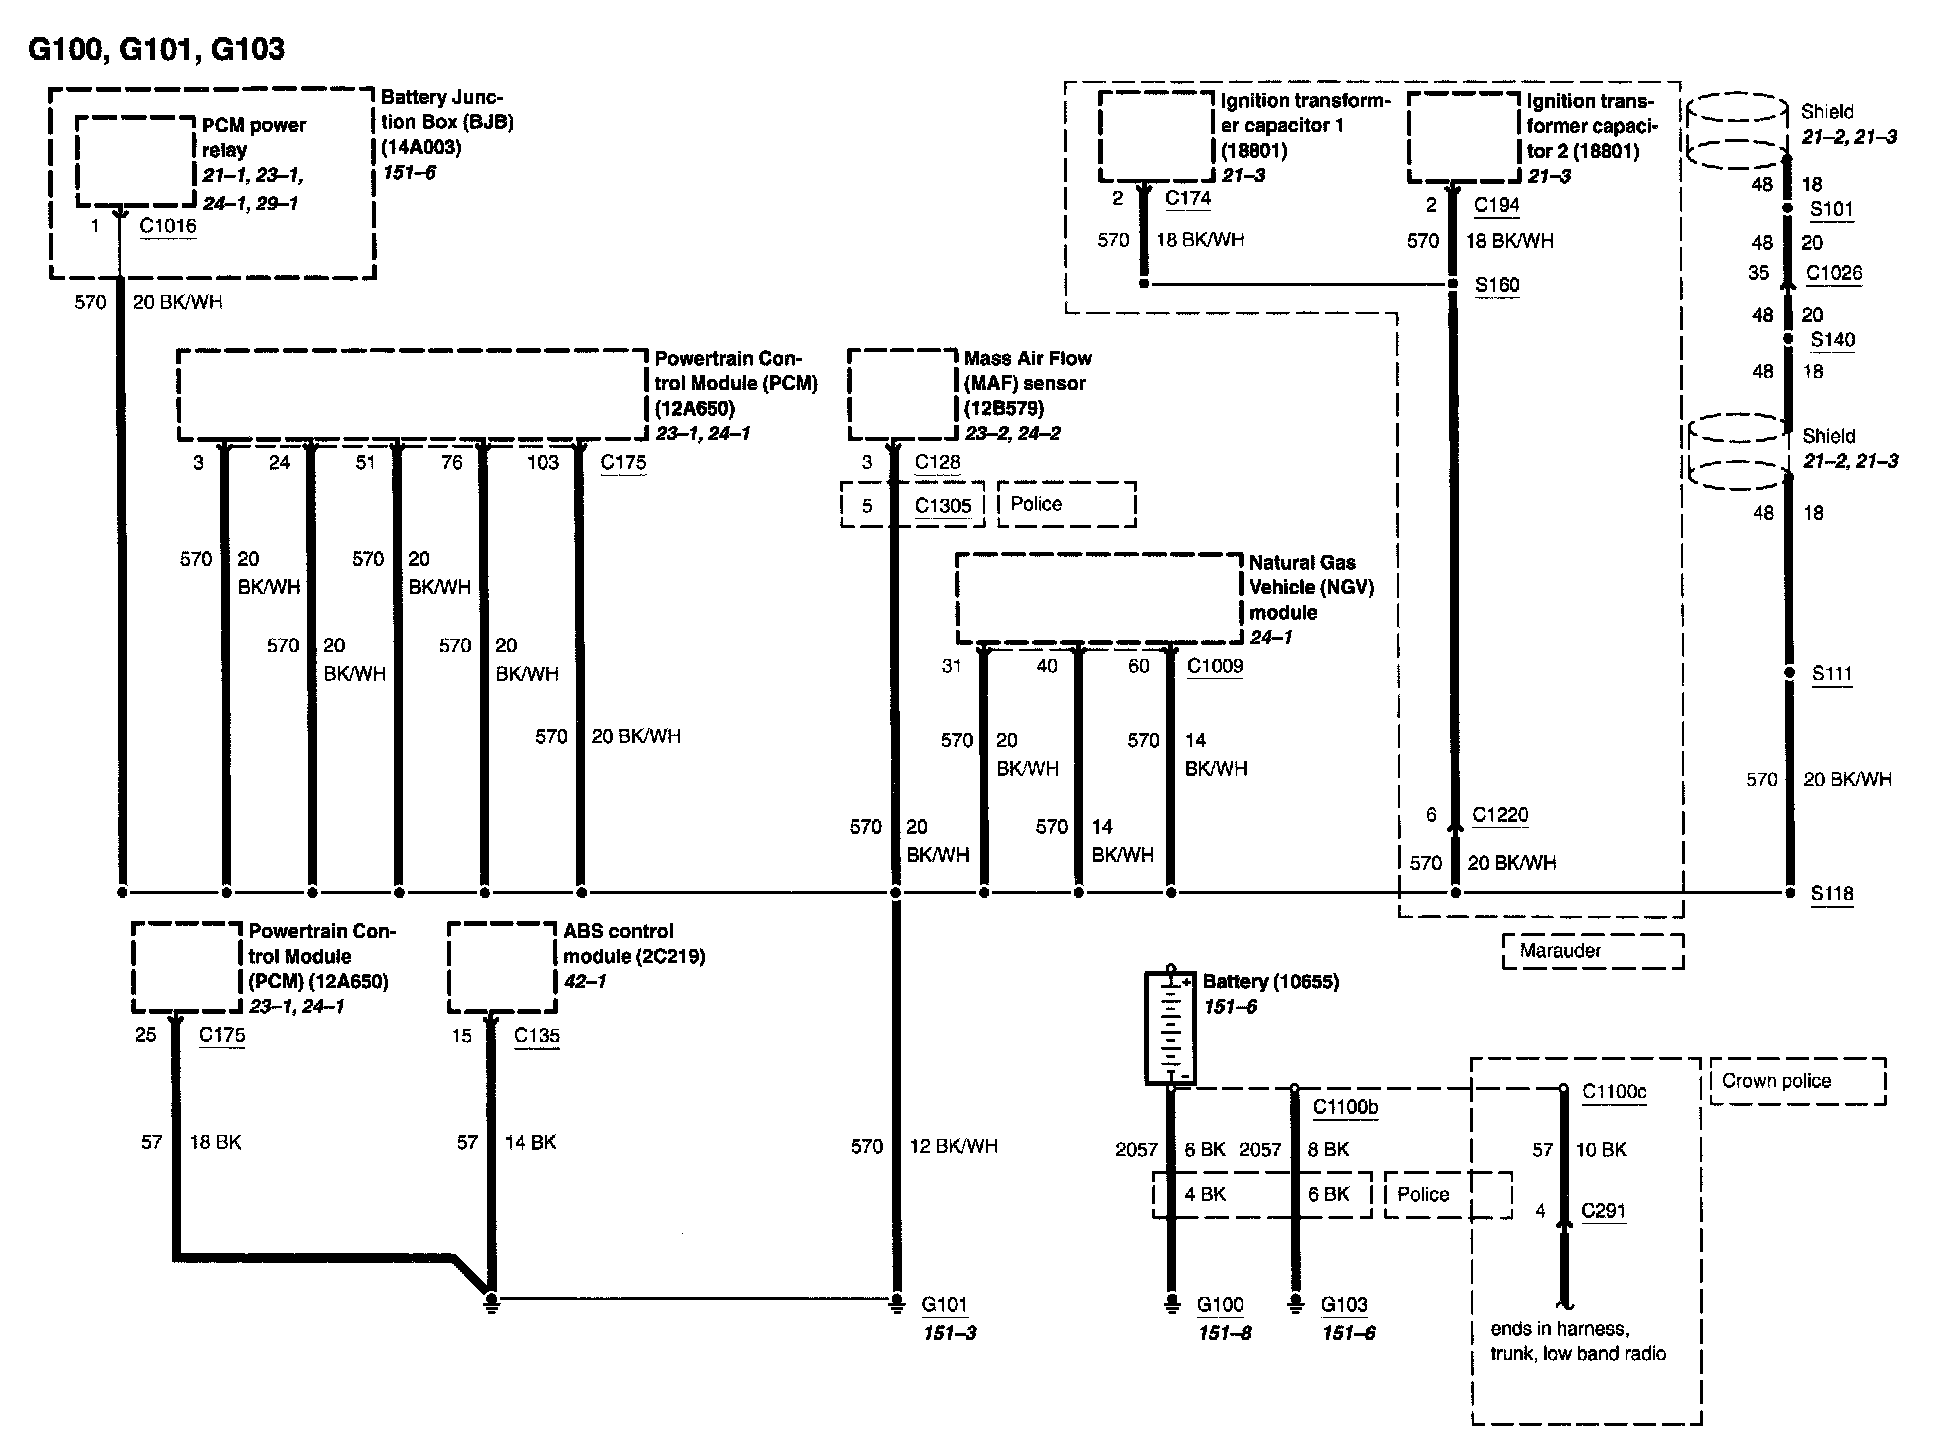 G100, G101, G103
Battery Junc-
tion Box (BJB)
(14A003)
151–6
PCM power
relay
21–1, 23–1,
24–1, 29–1
1 C1016
570 20 BK/WH
Ignition transform-
er capacitor 1
(18801)
21–3
2 C174
570 18 BK/WH
Ignition trans-
former capaci-
tor 2 (18801)
21–3
2 C194
570 18 BK/WH
S160
Shield
21–2, 21–3
48 18
S101
48 20
35 C1026
48 20
S140
48 18
Shield
21–2, 21–3
48 18
S111
570 20 BK/WH
S118
Powertrain Con-
trol Module (PCM)
(12A650)
23–1, 24–1
3 24 51 76 103 C175
570 20
BK/WH
570 20
BK/WH
570 20
BK/WH
570 20
BK/WH
570 20 BK/WH
Mass Air Flow
(MAF) sensor
(12B579)
23–2, 24–2
3 C128
5 C1305
Police
570 20
BK/WH
Natural Gas
Vehicle (NGV)
module
24–1
31 40 60 C1009
570 20
BK/WH
570 14
BK/WH
570 14
BK/WH
6 C1220
570 20 BK/WH
Marauder
Powertrain Con-
trol Module
(PCM) (12A650)
23–1, 24–1
25 C175
57 18 BK
ABS control
module (2C219)
42–1
15 C135
57 14 BK
570 12 BK/WH
G101
151–3
Battery (10655)
151–6
+
-
C1100b
C1100c
Crown police
2057 6 BK
2057 8 BK
4 BK
6 BK
Police
57 10 BK
4 C291
G100
151–8
G103
151–6
ends in harness,
trunk, low band radio